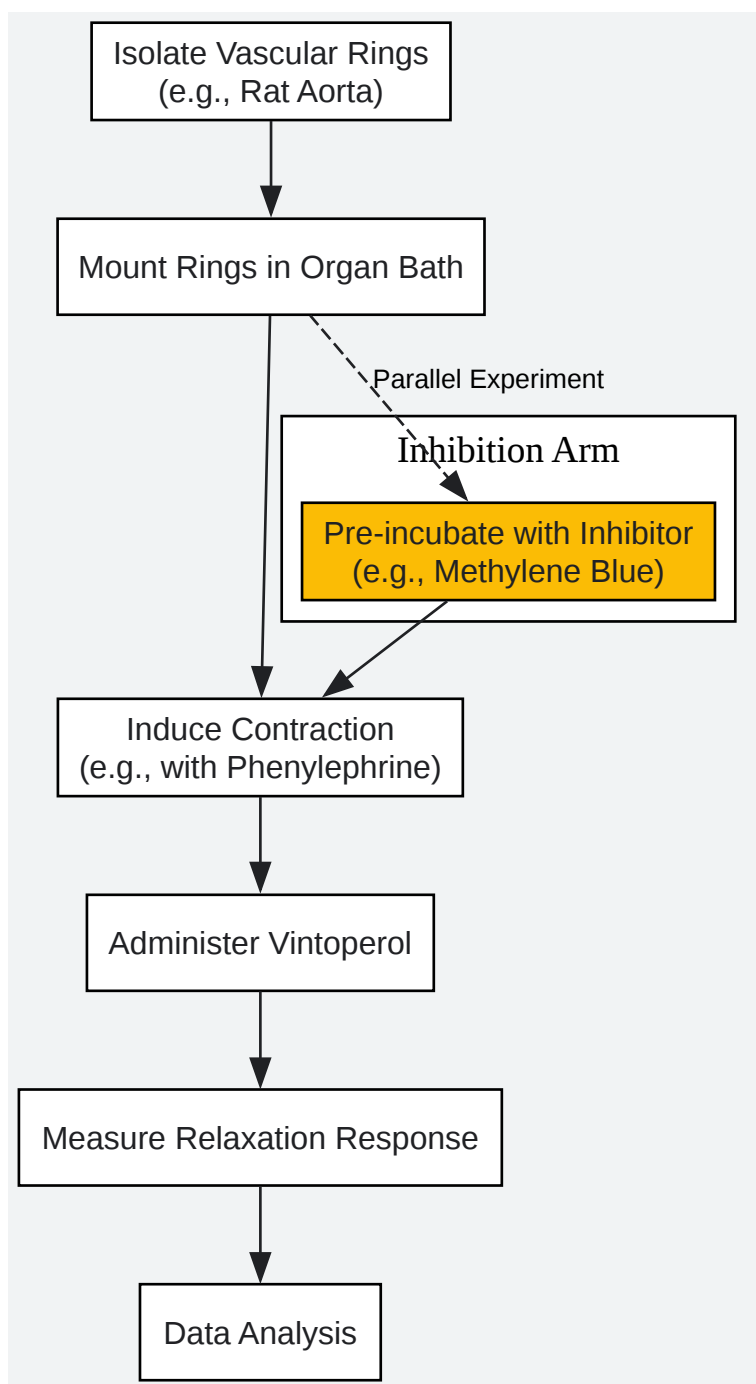 Isolate Vascular Rings
(e.g., Rat Aorta)
Mount Rings in Organ Bath
Parallel Experiment
Inhibition Arm
Pre-incubate with Inhibitor
(e.g., Methylene Blue)
Induce Contraction
(e.g., with Phenylephrine)
Administer Vintoperol
Measure Relaxation Response
Data Analysis